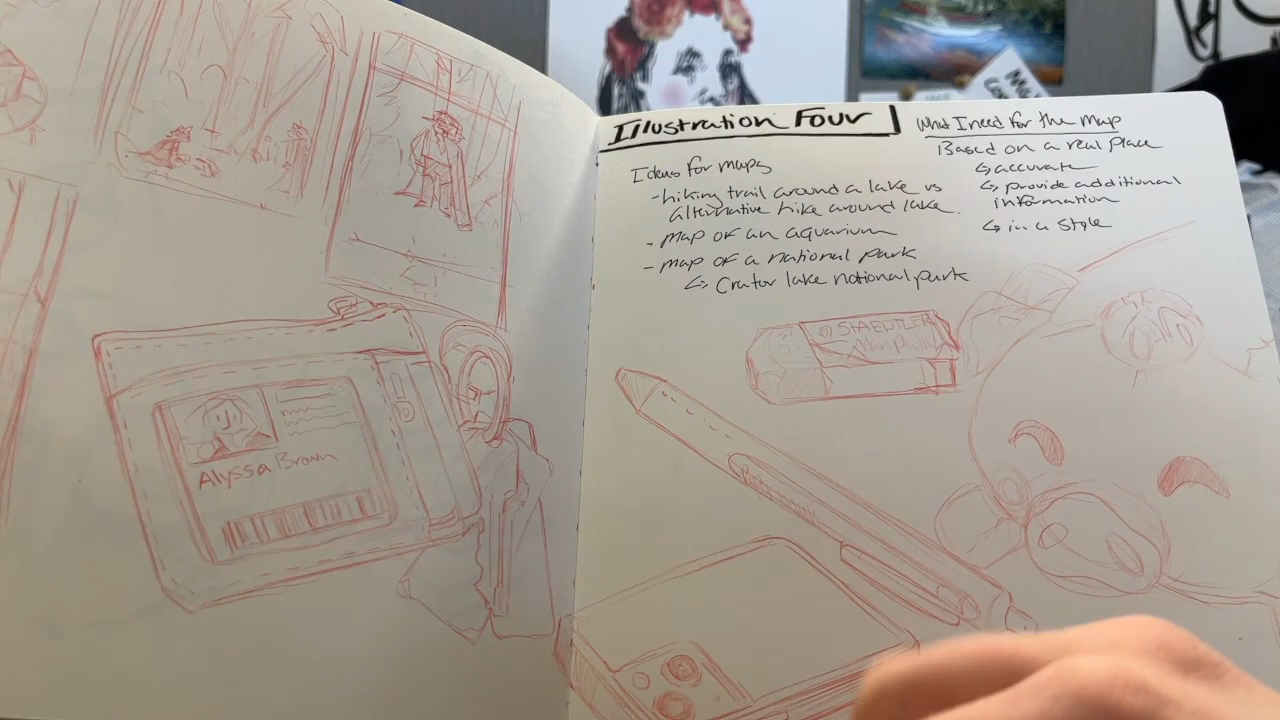 Alyssa Brown
Illustration Four
Ideas for maps
- hiking trail around a lake vs
alternative hike around lake.
- map of an aquarium
- map of a national park
↳ Crator lake national park
What I need for the map
Based on a real place
↳ accurate
↳ provide additional
information
↳ in a style
STAEDTLER